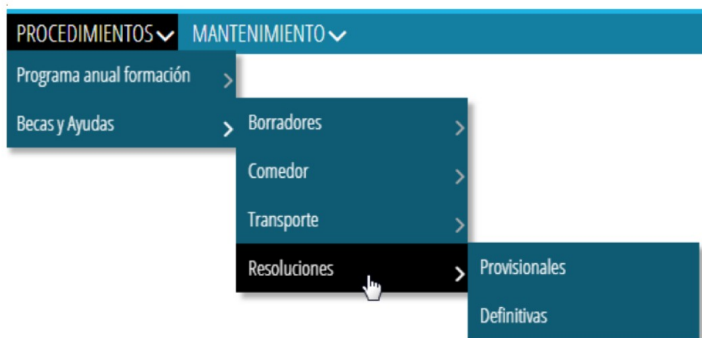 PROCEDIMIENTOS MANTENIMIENTO
Programa anual formación
Becas y Ayudas
Borradores
Comedor
Transporte
Resoluciones
Provisionales
Definitivas